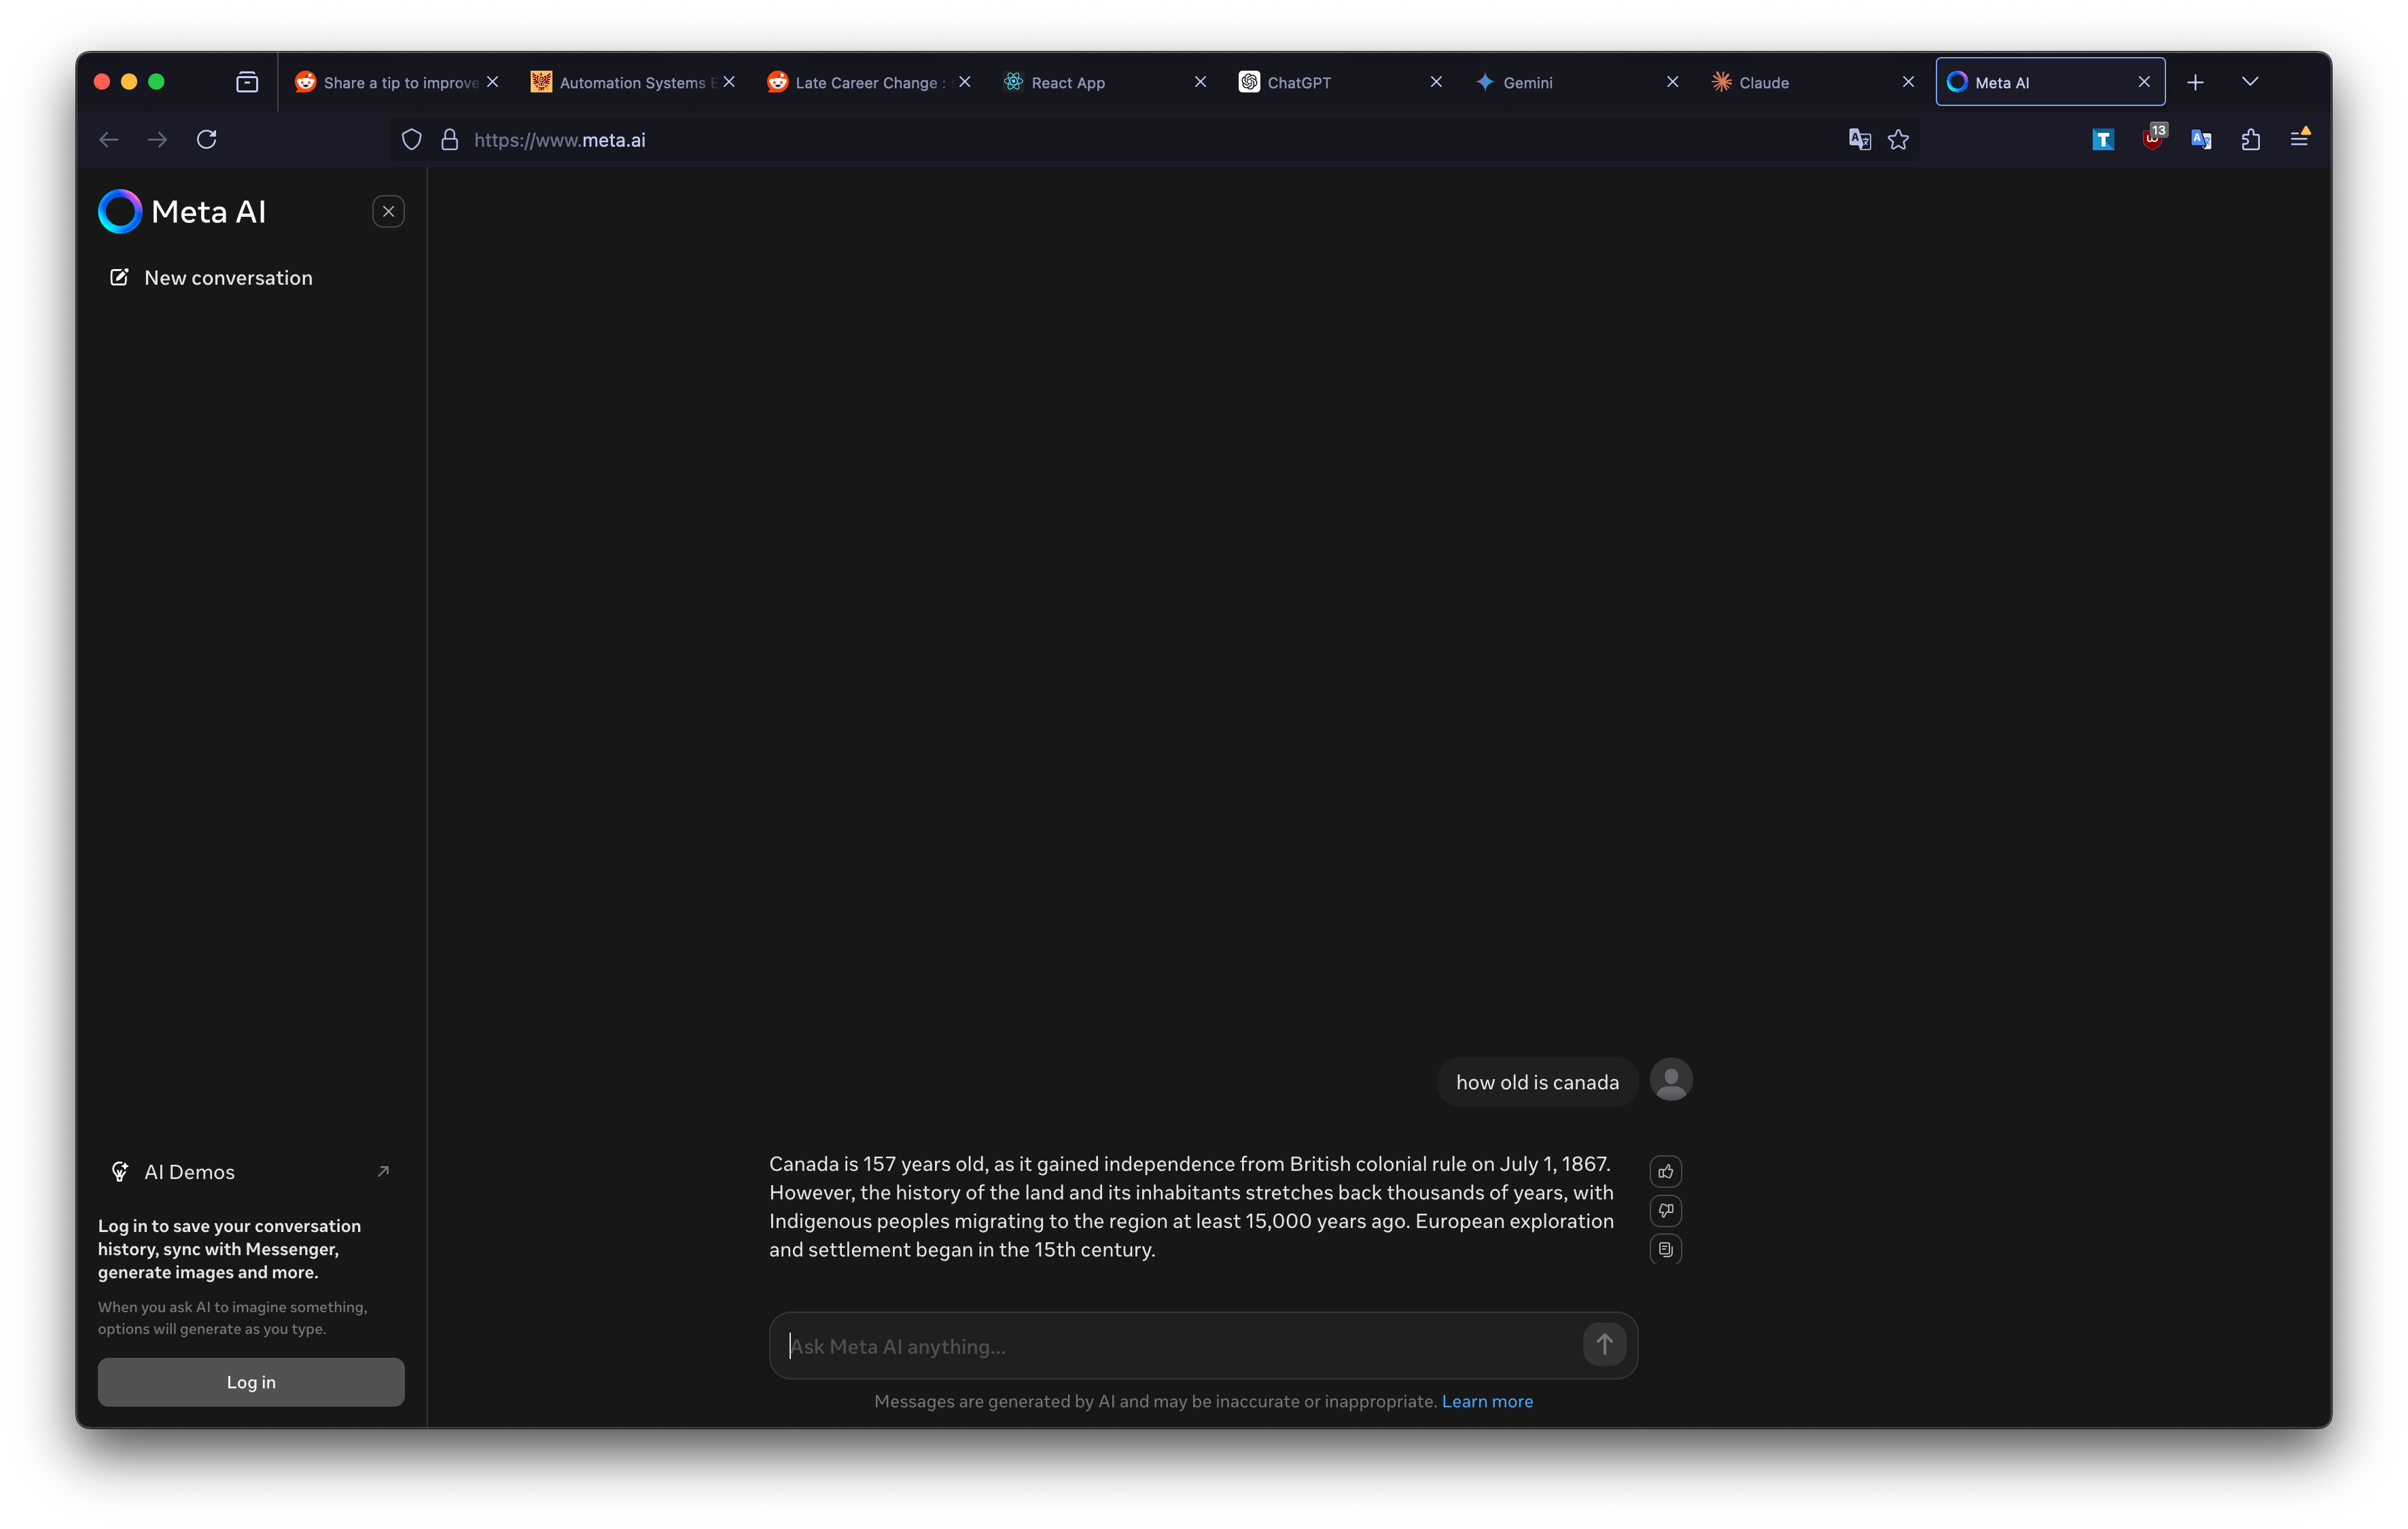 Share a tip to improve
Automation Systems E
Late Career Change :
React App
ChatGPT
Gemini
Claude
Meta AI
https://www.meta.ai
T
13
Meta AI
New conversation
how old is canada
Canada is 157 years old, as it gained independence from British colonial rule on July 1, 1867.
However, the history of the land and its inhabitants stretches back thousands of years, with
Indigenous peoples migrating to the region at least 15,000 years ago. European exploration
and settlement began in the 15th century.
AI Demos
Log in to save your conversation
history, sync with Messenger,
generate images and more.
When you ask AI to imagine something,
options will generate as you type.
Log in
Ask Meta AI anything...
Messages are generated by AI and may be inaccurate or inappropriate. Learn more